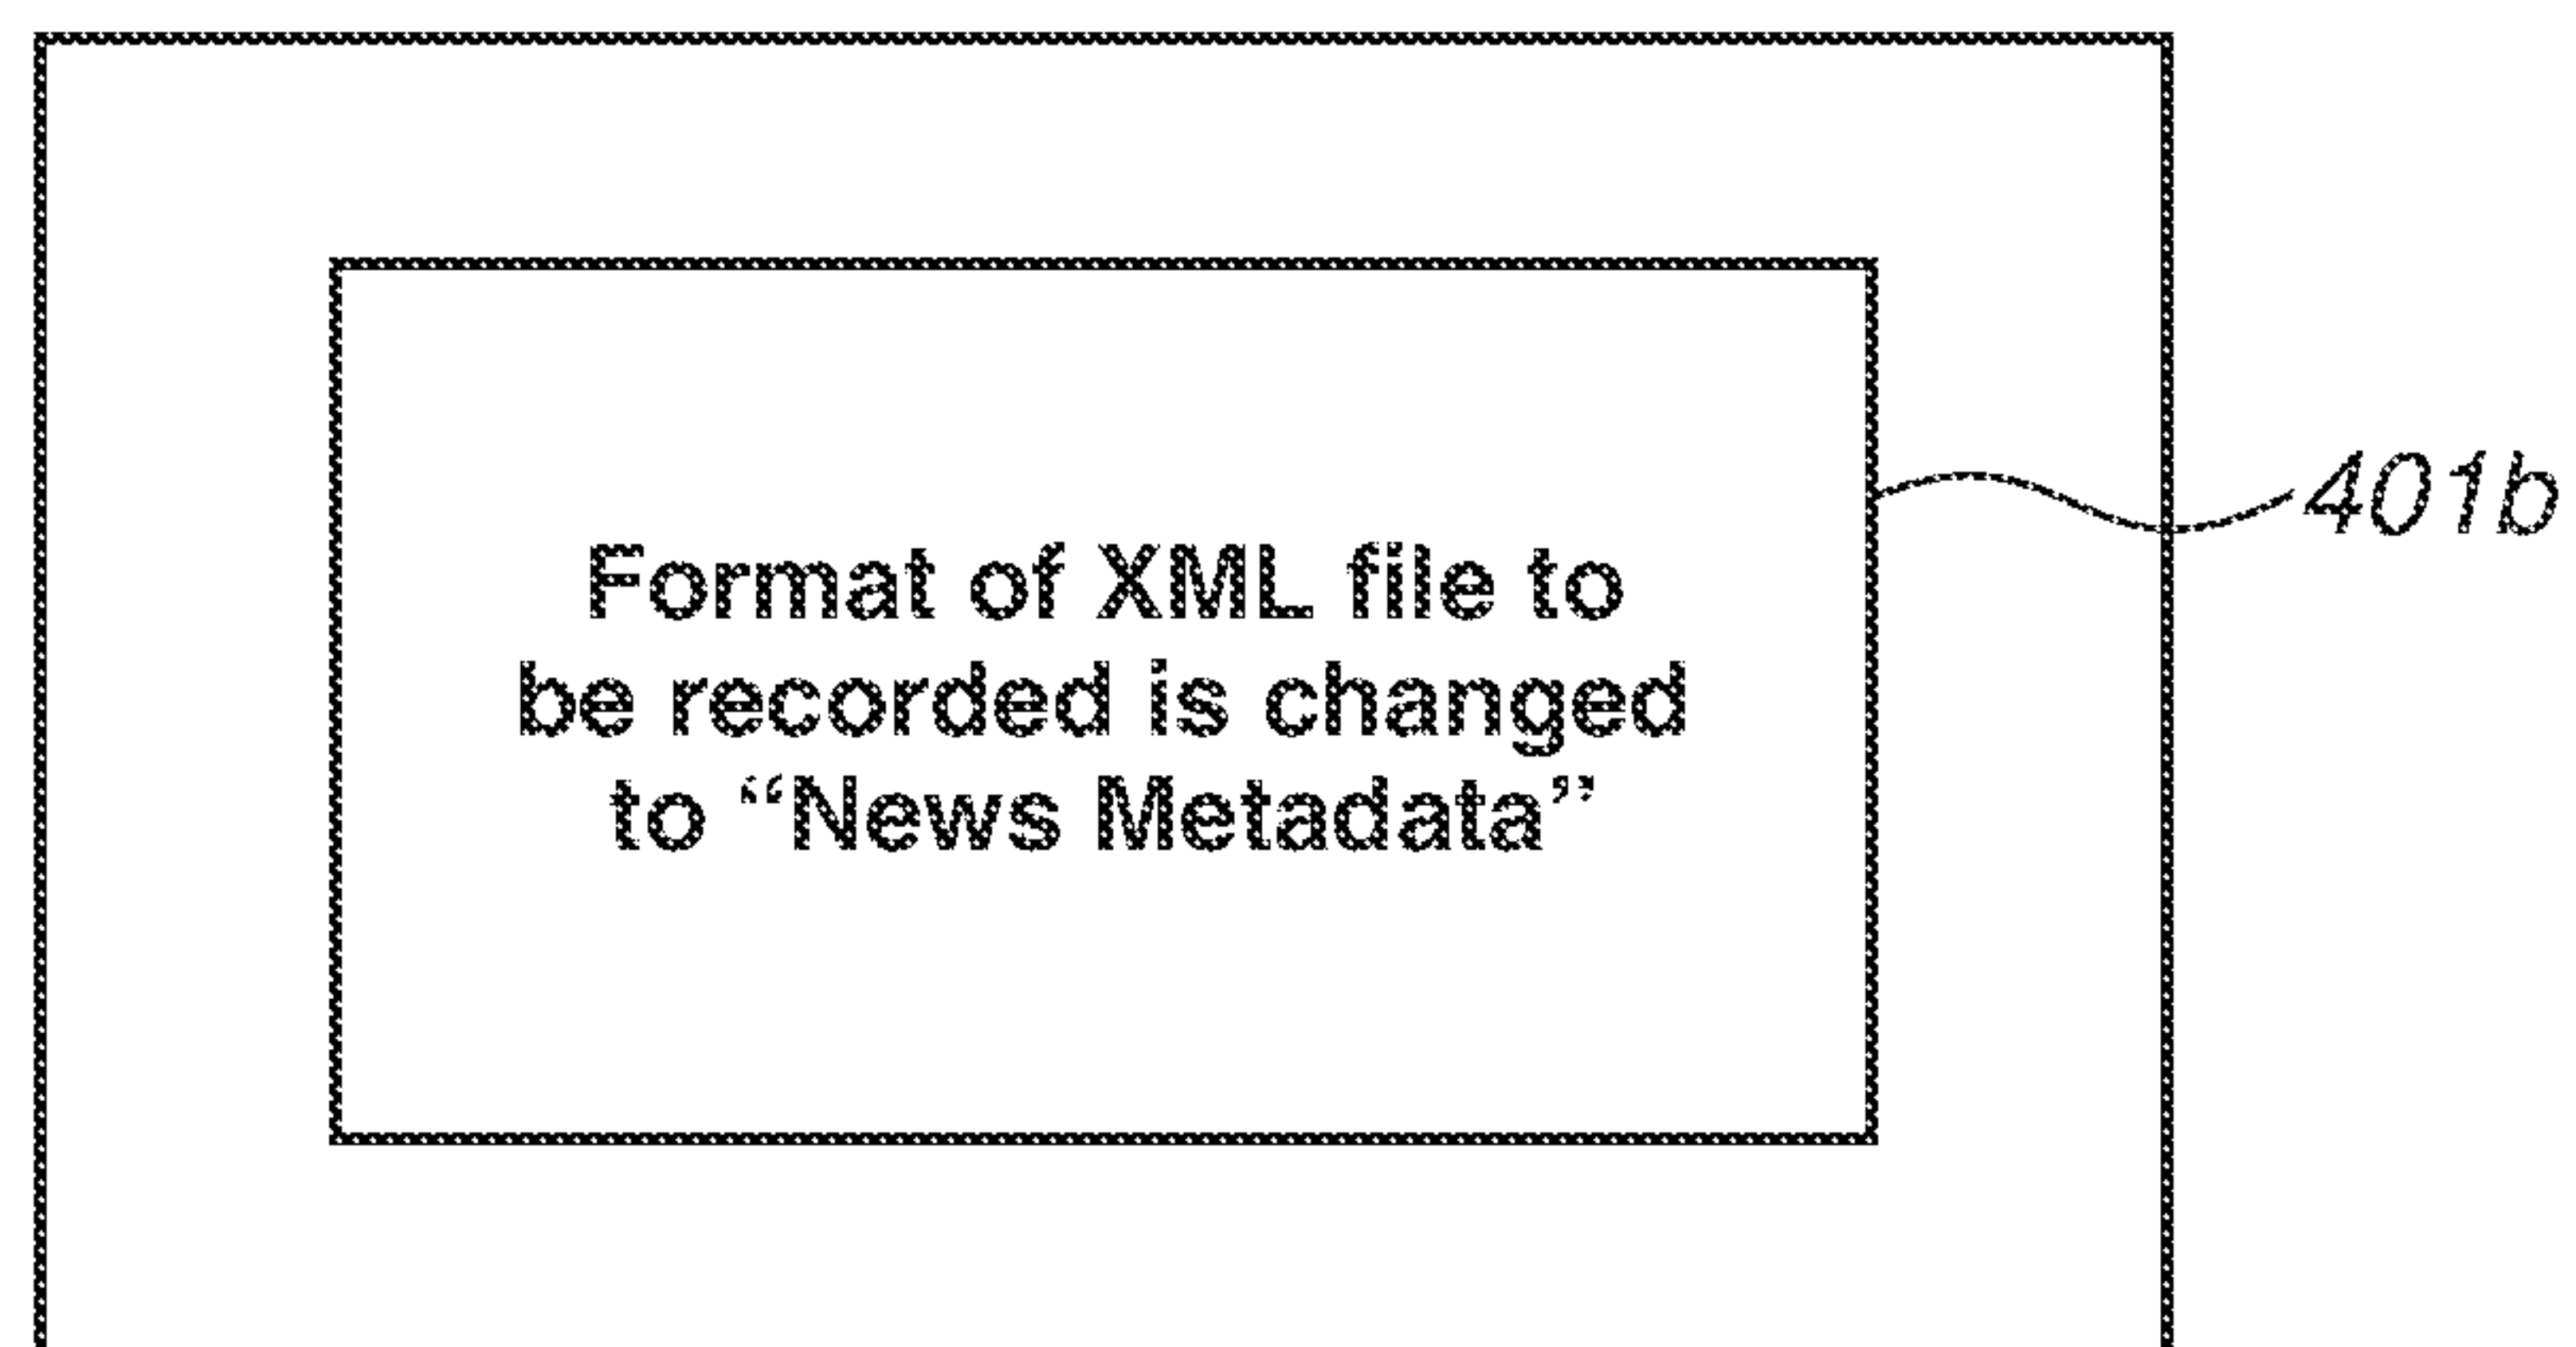 401b
Format of XML file to
be recorded is changed
to “News Metadata”